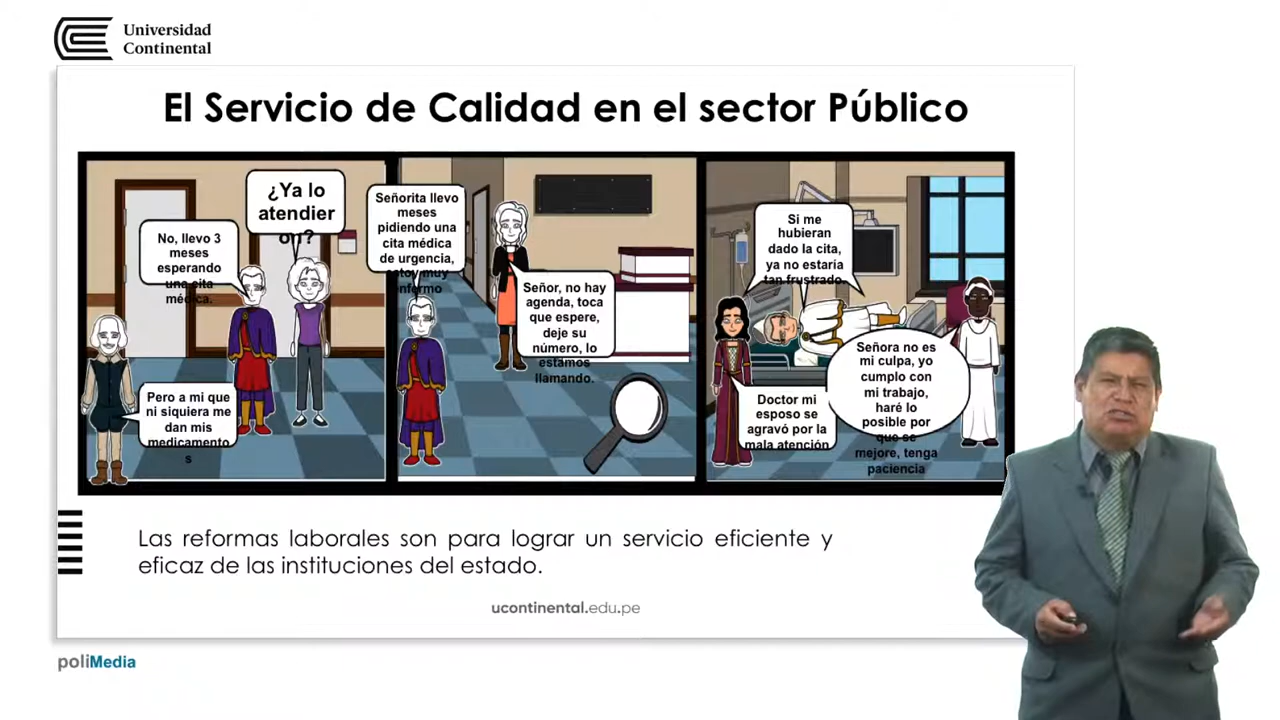 Universidad
Continental
El Servicio de Calidad en el sector Público
¿Ya lo
atendier
on?
No, llevo 3
meses
esperando
una cita
médica.
Pero a mi que
ni siquiera me
dan mis
medicamento
s
Señorita llevo
meses
pidiendo una
cita médica
de urgencia,
estoy muy
enfermo
Señor, no hay
agenda, toca
que espere,
deje su
número, lo
estamos
llamando.
Si me
hubieran
dado la cita,
ya no estaría
tan frustrado.
Doctor mi
esposo se
agravó por la
mala atención
Señora no es
mi culpa, yo
cumplo con
mi trabajo,
haré lo
posible por
que se
mejore, tenga
paciencia
Las reformas laborales son para lograr un servicio eficiente y
eficaz de las instituciones del estado.
ucontinental.edu.pe
poliMedia